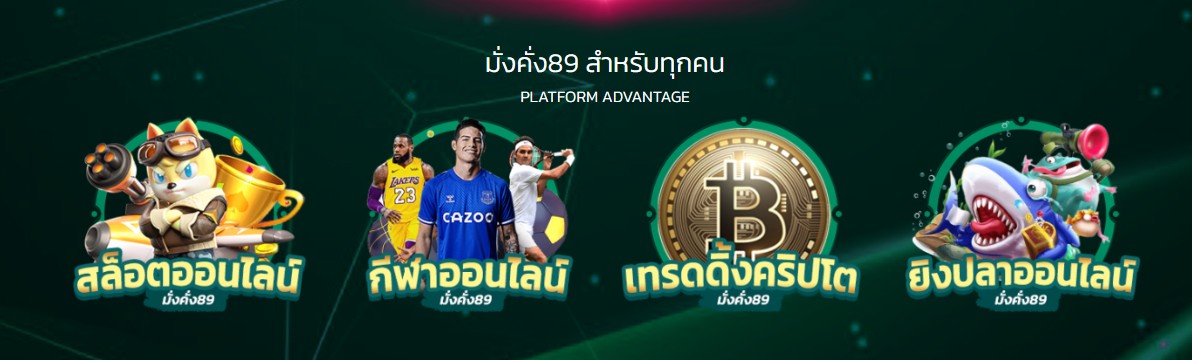 มั่งคั่ง89 สำหรับทุกคน
PLATFORM ADVANTAGE
LAKERS
23
CAZOO
สล็อตออนไลน์
มั่งคั่ง89
กีฬาออนไลน์
มั่งคั่ง89
เทรดดิ้งคริปโต
มั่งคั่ง89
ยิงปลาออนไลน์
มั่งคั่ง89